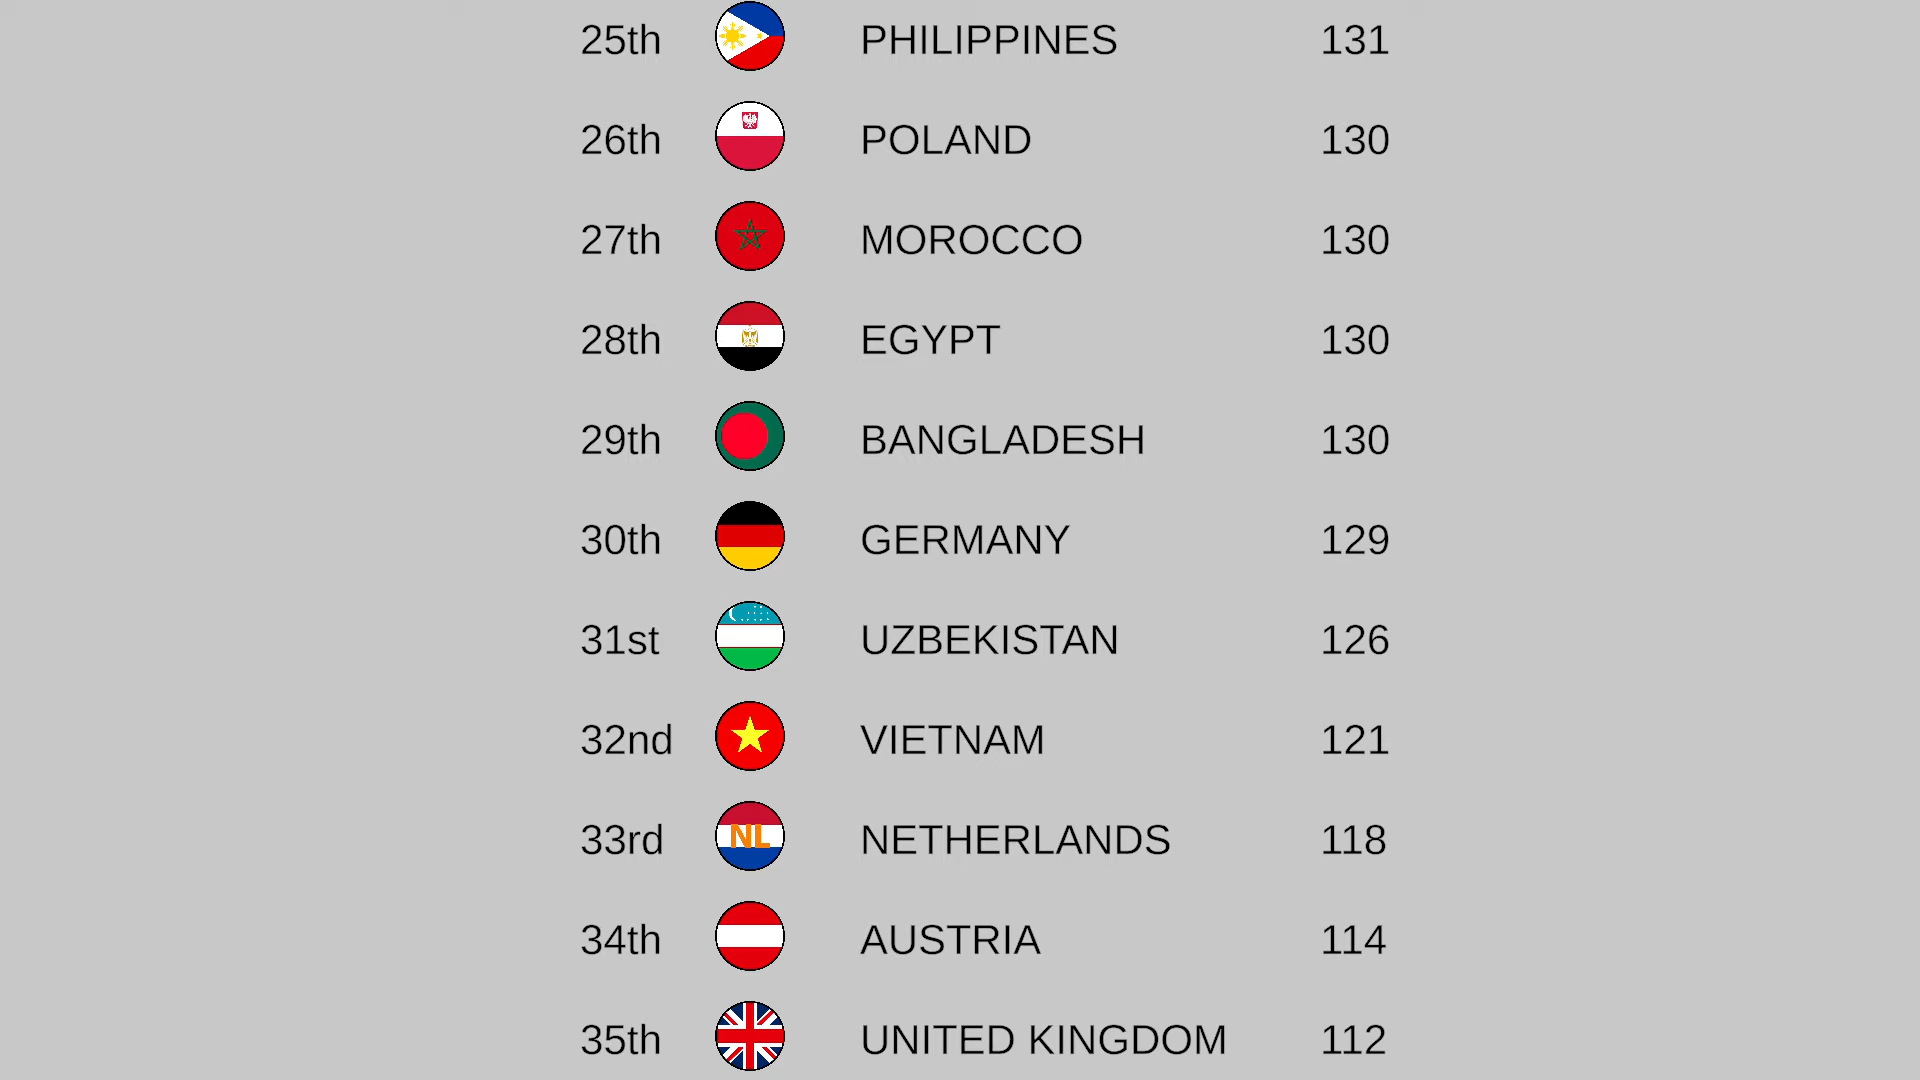 25th PHILIPPINES 131
26th POLAND 130
27th MOROCCO 130
28th EGYPT 130
29th BANGLADESH 130
30th GERMANY 129
31st UZBEKISTAN 126
32nd VIETNAM 121
33rd NL NETHERLANDS 118
34th AUSTRIA 114
35th UNITED KINGDOM 112